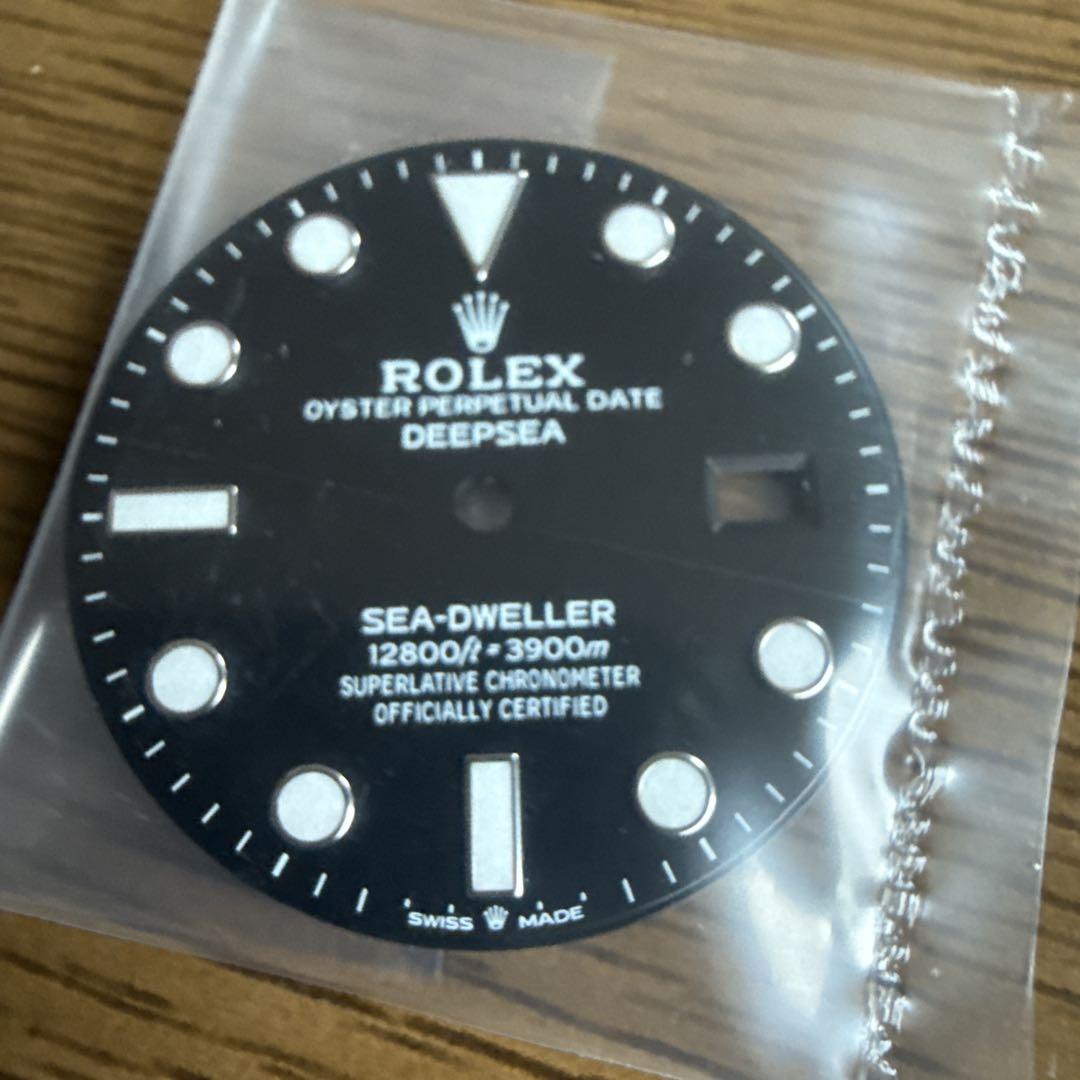 ROLEX
OYSTER PERPETUAL DATE
DEEPSEA
SEA-DWELLER
12800ft = 3900m
SUPERLATIVE CHRONOMETER
OFFICIALLY CERTIFIED
SWISS MADE